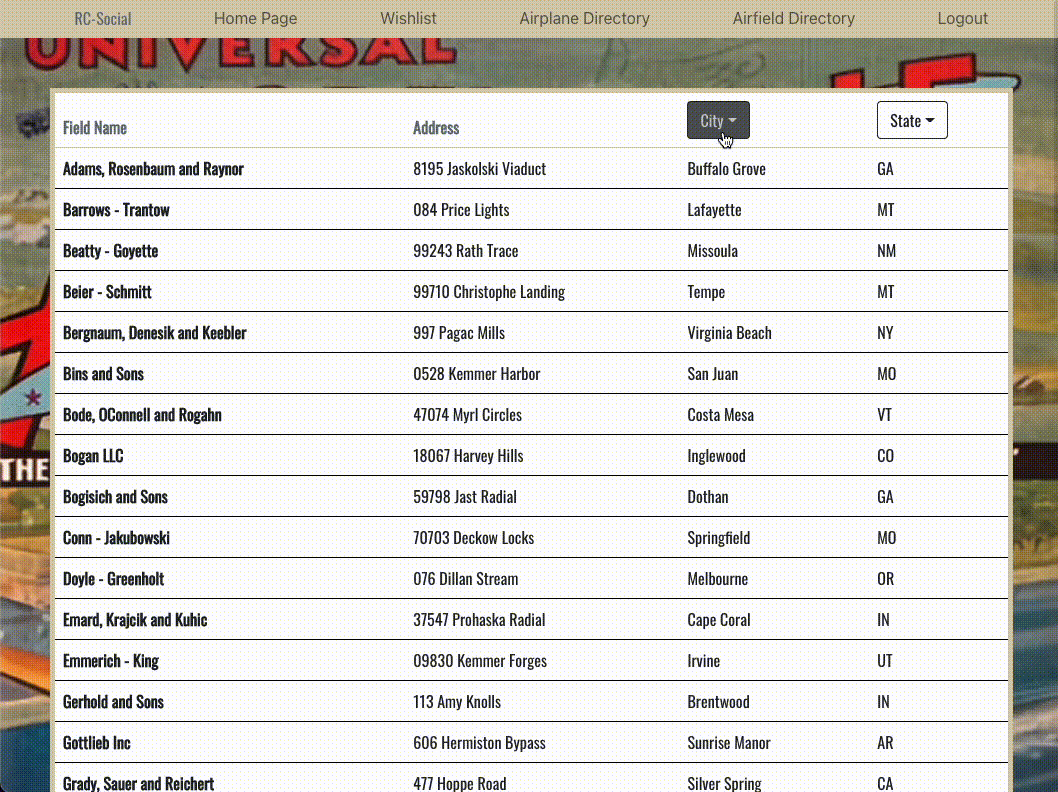 RC-Social Home Page Wishlist Airplane Directory Airfield Directory Logout
UNIVERSAL
Field Name Address City State
Adams, Rosenbaum and Raynor 8195 Jaskolski Viaduct Buffalo Grove GA
Barrows - Trantow 084 Price Lights Lafayette MT
Beatty - Goyette 99243 Rath Trace Missoula NM
Beier - Schmitt 99710 Christophe Landing Tempe MT
Bergnaum, Denesik and Keebler 997 Pagac Mills Virginia Beach NY
Bins and Sons 0528 Kemmer Harbor San Juan MO
Bode, OConnell and Rogahn 47074 Myrl Circles Costa Mesa VT
Bogan LLC 18067 Harvey Hills Inglewood CO
THE
Bogisich and Sons 59798 Jast Radial Dothan GA
Conn - Jakubowski 70703 Deckow Locks Springfield MO
Doyle - Greenholt 076 Dillan Stream Melbourne OR
Emard, Krajcik and Kuhic 37547 Prohaska Radial Cape Coral IN
Emmerich - King 09830 Kemmer Forges Irvine UT
Gerhold and Sons 113 Amy Knolls Brentwood IN
Gottlieb Inc 606 Hermiston Bypass Sunrise Manor AR
Grady, Sauer and Reichert 477 Hoppe Road Silver Spring CA